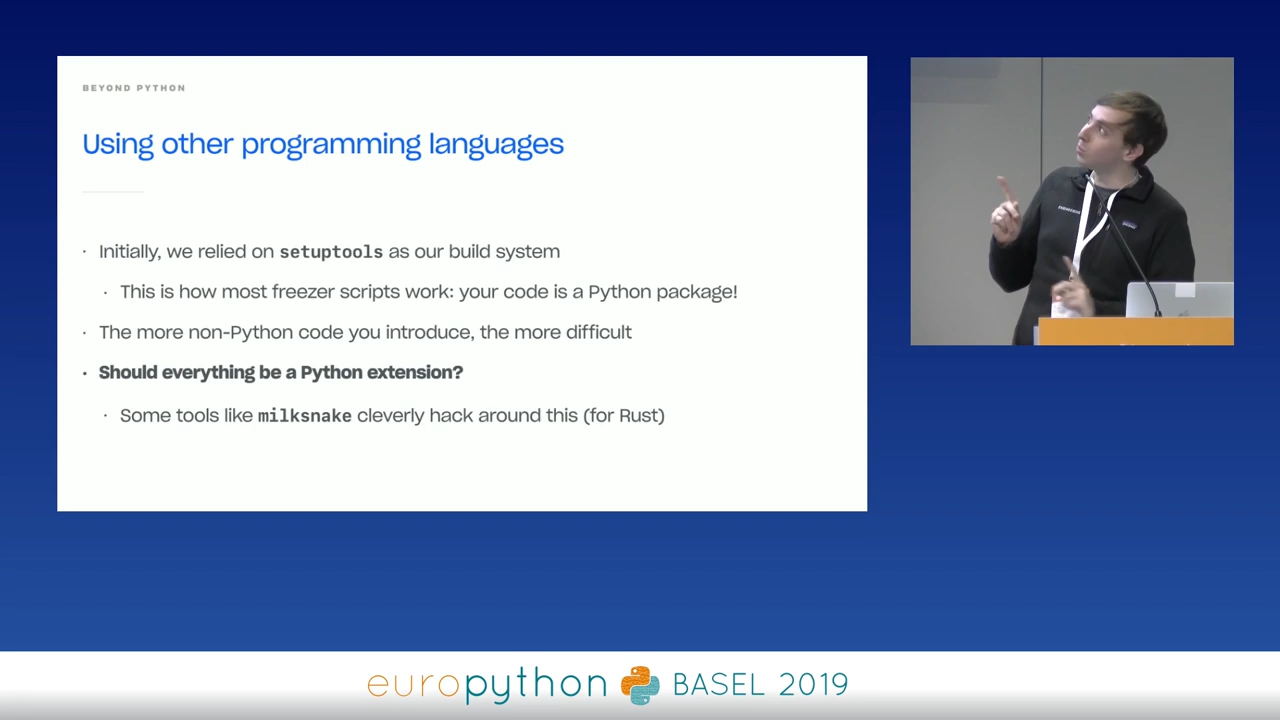 BEYOND PYTHON
Using other programming languages
· Initially, we relied on setuptools as our build system
· This is how most freezer scripts work: your code is a Python package!
· The more non-Python code you introduce, the more difficult
· Should everything be a Python extension?
· Some tools like milksnake cleverly hack around this (for Rust)
europython BASEL 2019